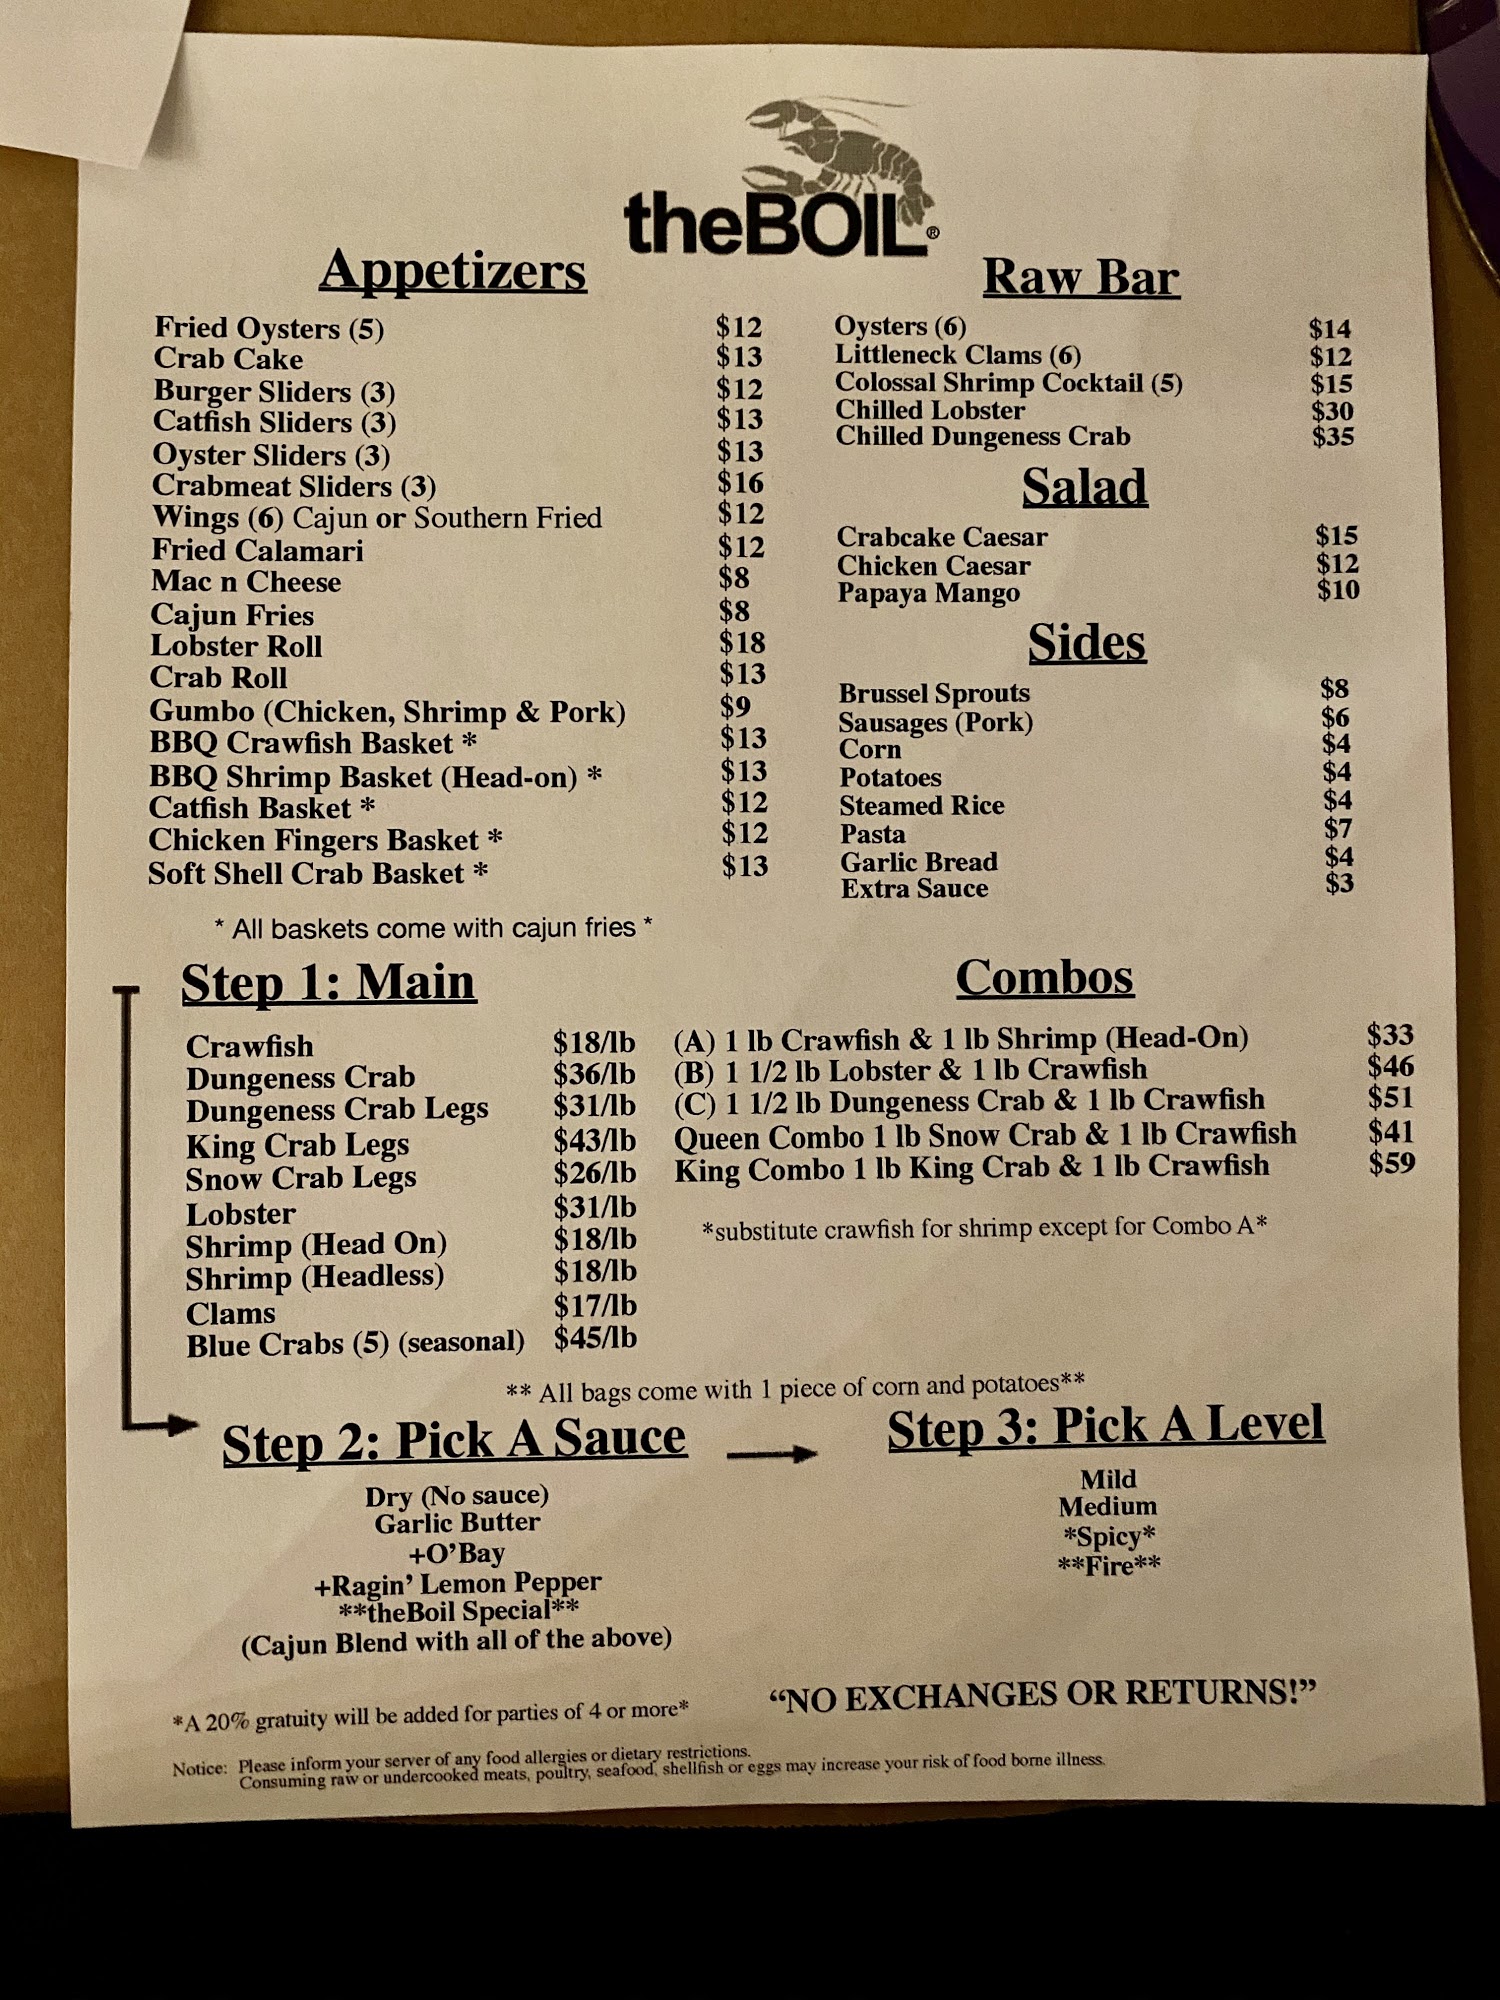 theBOIL®
Appetizers
Fried Oysters (5) $12
Crab Cake $13
Burger Sliders (3) $12
Catfish Sliders (3) $13
Oyster Sliders (3) $13
Crabmeat Sliders (3) $16
Wings (6) Cajun or Southern Fried $12
Fried Calamari $12
Mac n Cheese $8
Cajun Fries $8
Lobster Roll $18
Crab Roll $13
Gumbo (Chicken, Shrimp & Pork) $9
BBQ Crawfish Basket * $13
BBQ Shrimp Basket (Head-on) * $13
Catfish Basket * $12
Chicken Fingers Basket * $12
Soft Shell Crab Basket * $13
* All baskets come with cajun fries *
Raw Bar
Oysters (6) $14
Littleneck Clams (6) $12
Colossal Shrimp Cocktail (5) $15
Chilled Lobster $30
Chilled Dungeness Crab $35
Salad
Crabcake Caesar $15
Chicken Caesar $12
Papaya Mango $10
Sides
Brussel Sprouts $8
Sausages (Pork) $6
Corn $4
Potatoes $4
Steamed Rice $4
Pasta $7
Garlic Bread $4
Extra Sauce $3
Step 1: Main
Crawfish $18/lb
Dungeness Crab $36/lb
Dungeness Crab Legs $31/lb
King Crab Legs $43/lb
Snow Crab Legs $26/lb
Lobster $31/lb
Shrimp (Head On) $18/lb
Shrimp (Headless) $18/lb
Clams $17/lb
Blue Crabs (5) (seasonal) $45/lb
Combos
(A) 1 lb Crawfish & 1 lb Shrimp (Head-On) $33
(B) 1 1/2 lb Lobster & 1 lb Crawfish $46
(C) 1 1/2 lb Dungeness Crab & 1 lb Crawfish $51
Queen Combo 1 lb Snow Crab & 1 lb Crawfish $41
King Combo 1 lb King Crab & 1 lb Crawfish $59
*substitute crawfish for shrimp except for Combo A*
** All bags come with 1 piece of corn and potatoes**
Step 2: Pick A Sauce
Dry (No sauce)
Garlic Butter
+O'Bay
+Ragin' Lemon Pepper
**theBoil Special**
(Cajun Blend with all of the above)
Step 3: Pick A Level
Mild
Medium
*Spicy*
**Fire**
*A 20% gratuity will be added for parties of 4 or more*
"NO EXCHANGES OR RETURNS!"
Notice: Please inform your server of any food allergies or dietary restrictions.
Consuming raw or undercooked meats, poultry, seafood, shellfish or eggs may increase your risk of food borne illness.